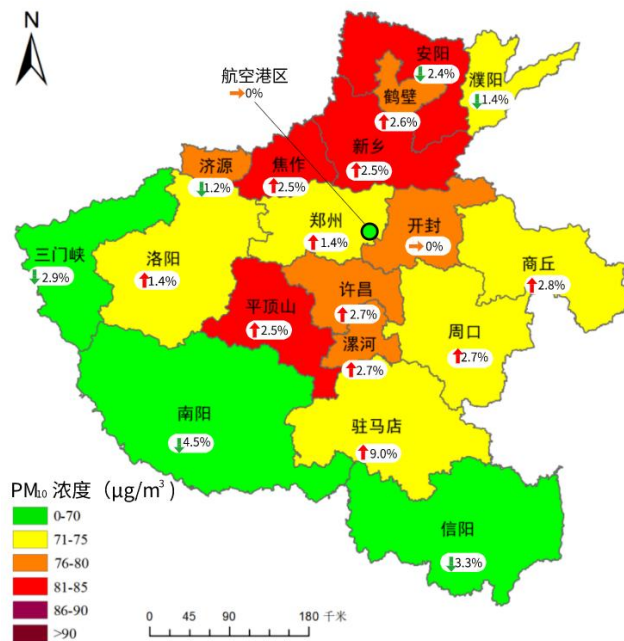 N
安阳
↓2.4%
濮阳
↓1.4%
航空港区
→0%
鹤壁
↑2.6%
新乡
↑2.5%
济源
↓1.2%
焦作
↑2.5%
郑州
↑1.4%
开封
→0%
三门峡
↓2.9%
洛阳
↑1.4%
商丘
↑2.8%
平顶山
↑2.5%
许昌
↑2.7%
周口
↑2.7%
漯河
↑2.7%
南阳
↓4.5%
驻马店
↑9.0%
信阳
↓3.3%
PM₁₀ 浓度（μg/m³）
0-70
71-75
76-80
81-85
86-90
>90
0 45 90 180 千米